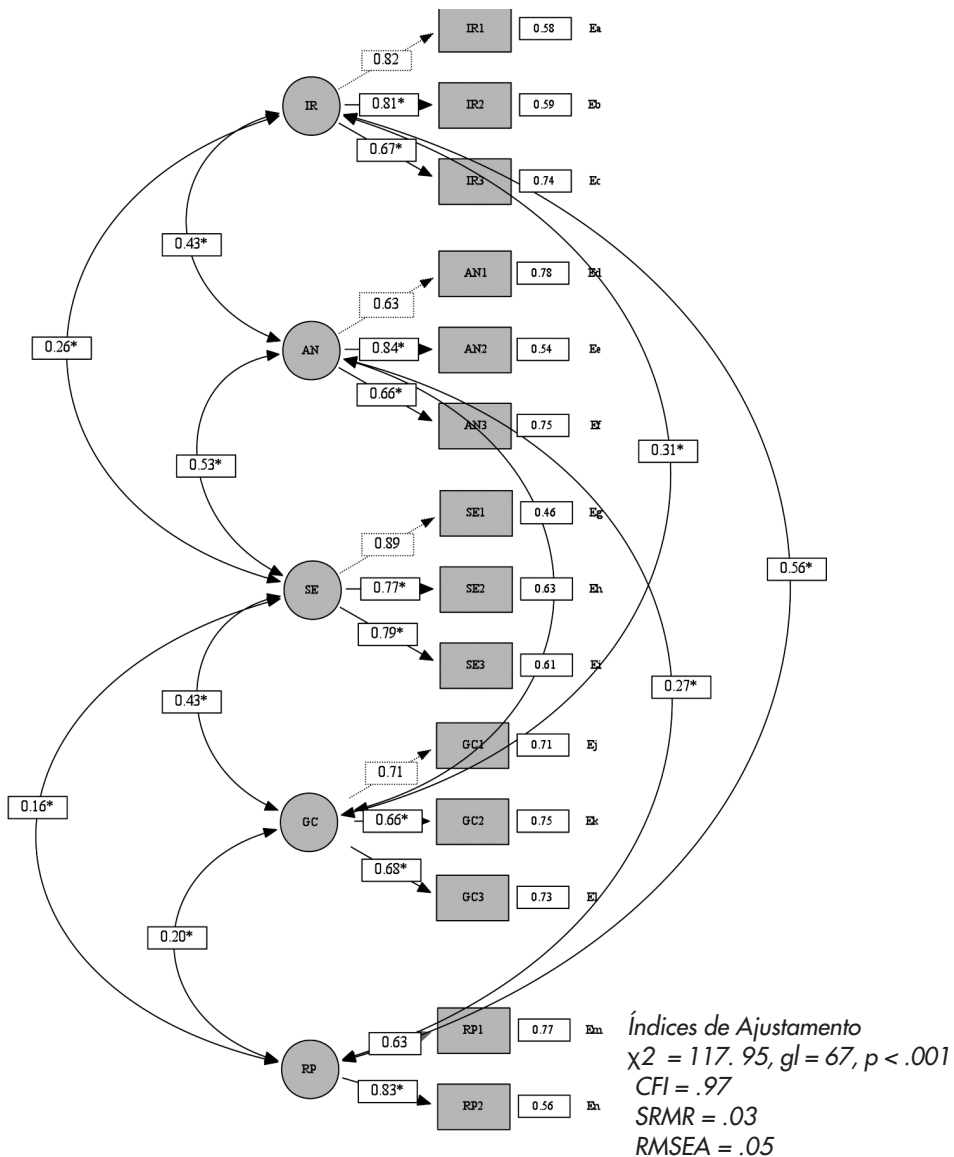 IR1 0.58 Ea
0.82
IR 0.81* IR2 0.59 Eb
0.67*
IR3 0.74 Ec
0.43*
AN1 0.78 Ed
0.63
0.26* AN 0.84* AN2 0.54 Ee
0.66*
AN3 0.75 Ef
0.31*
0.53*
SE1 0.46 Eg
0.89
0.56*
SE 0.77* SE2 0.63 Eh
0.79*
SE3 0.61 Ei
0.27*
0.43*
GC1 0.71 Ej
0.71
0.16* GC 0.66* GC2 0.75 Ek
0.68*
GC3 0.73 El
0.20*
0.63 RP1 0.77 Em
RP
0.83* RP2 0.56 En
Índices de Ajustamento
χ2 = 117. 95, gl = 67, p < .001
CFI = .97
SRMR = .03
RMSEA = .05